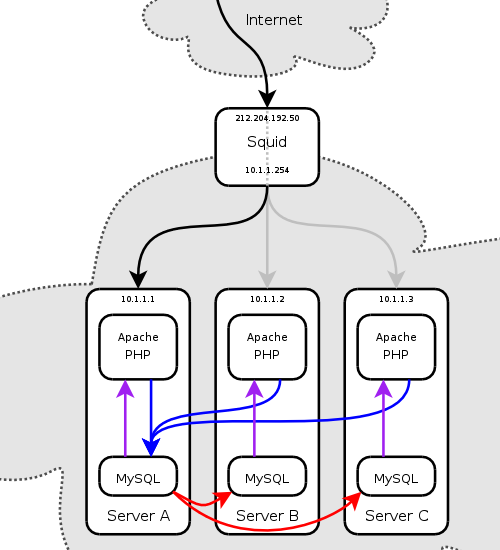 Internet
212.204.192.50
Squid
10.1.1.254
10.1.1.1
10.1.1.2
10.1.1.3
Apache
PHP
Apache
PHP
Apache
PHP
MySQL
MySQL
MySQL
Server A
Server B
Server C